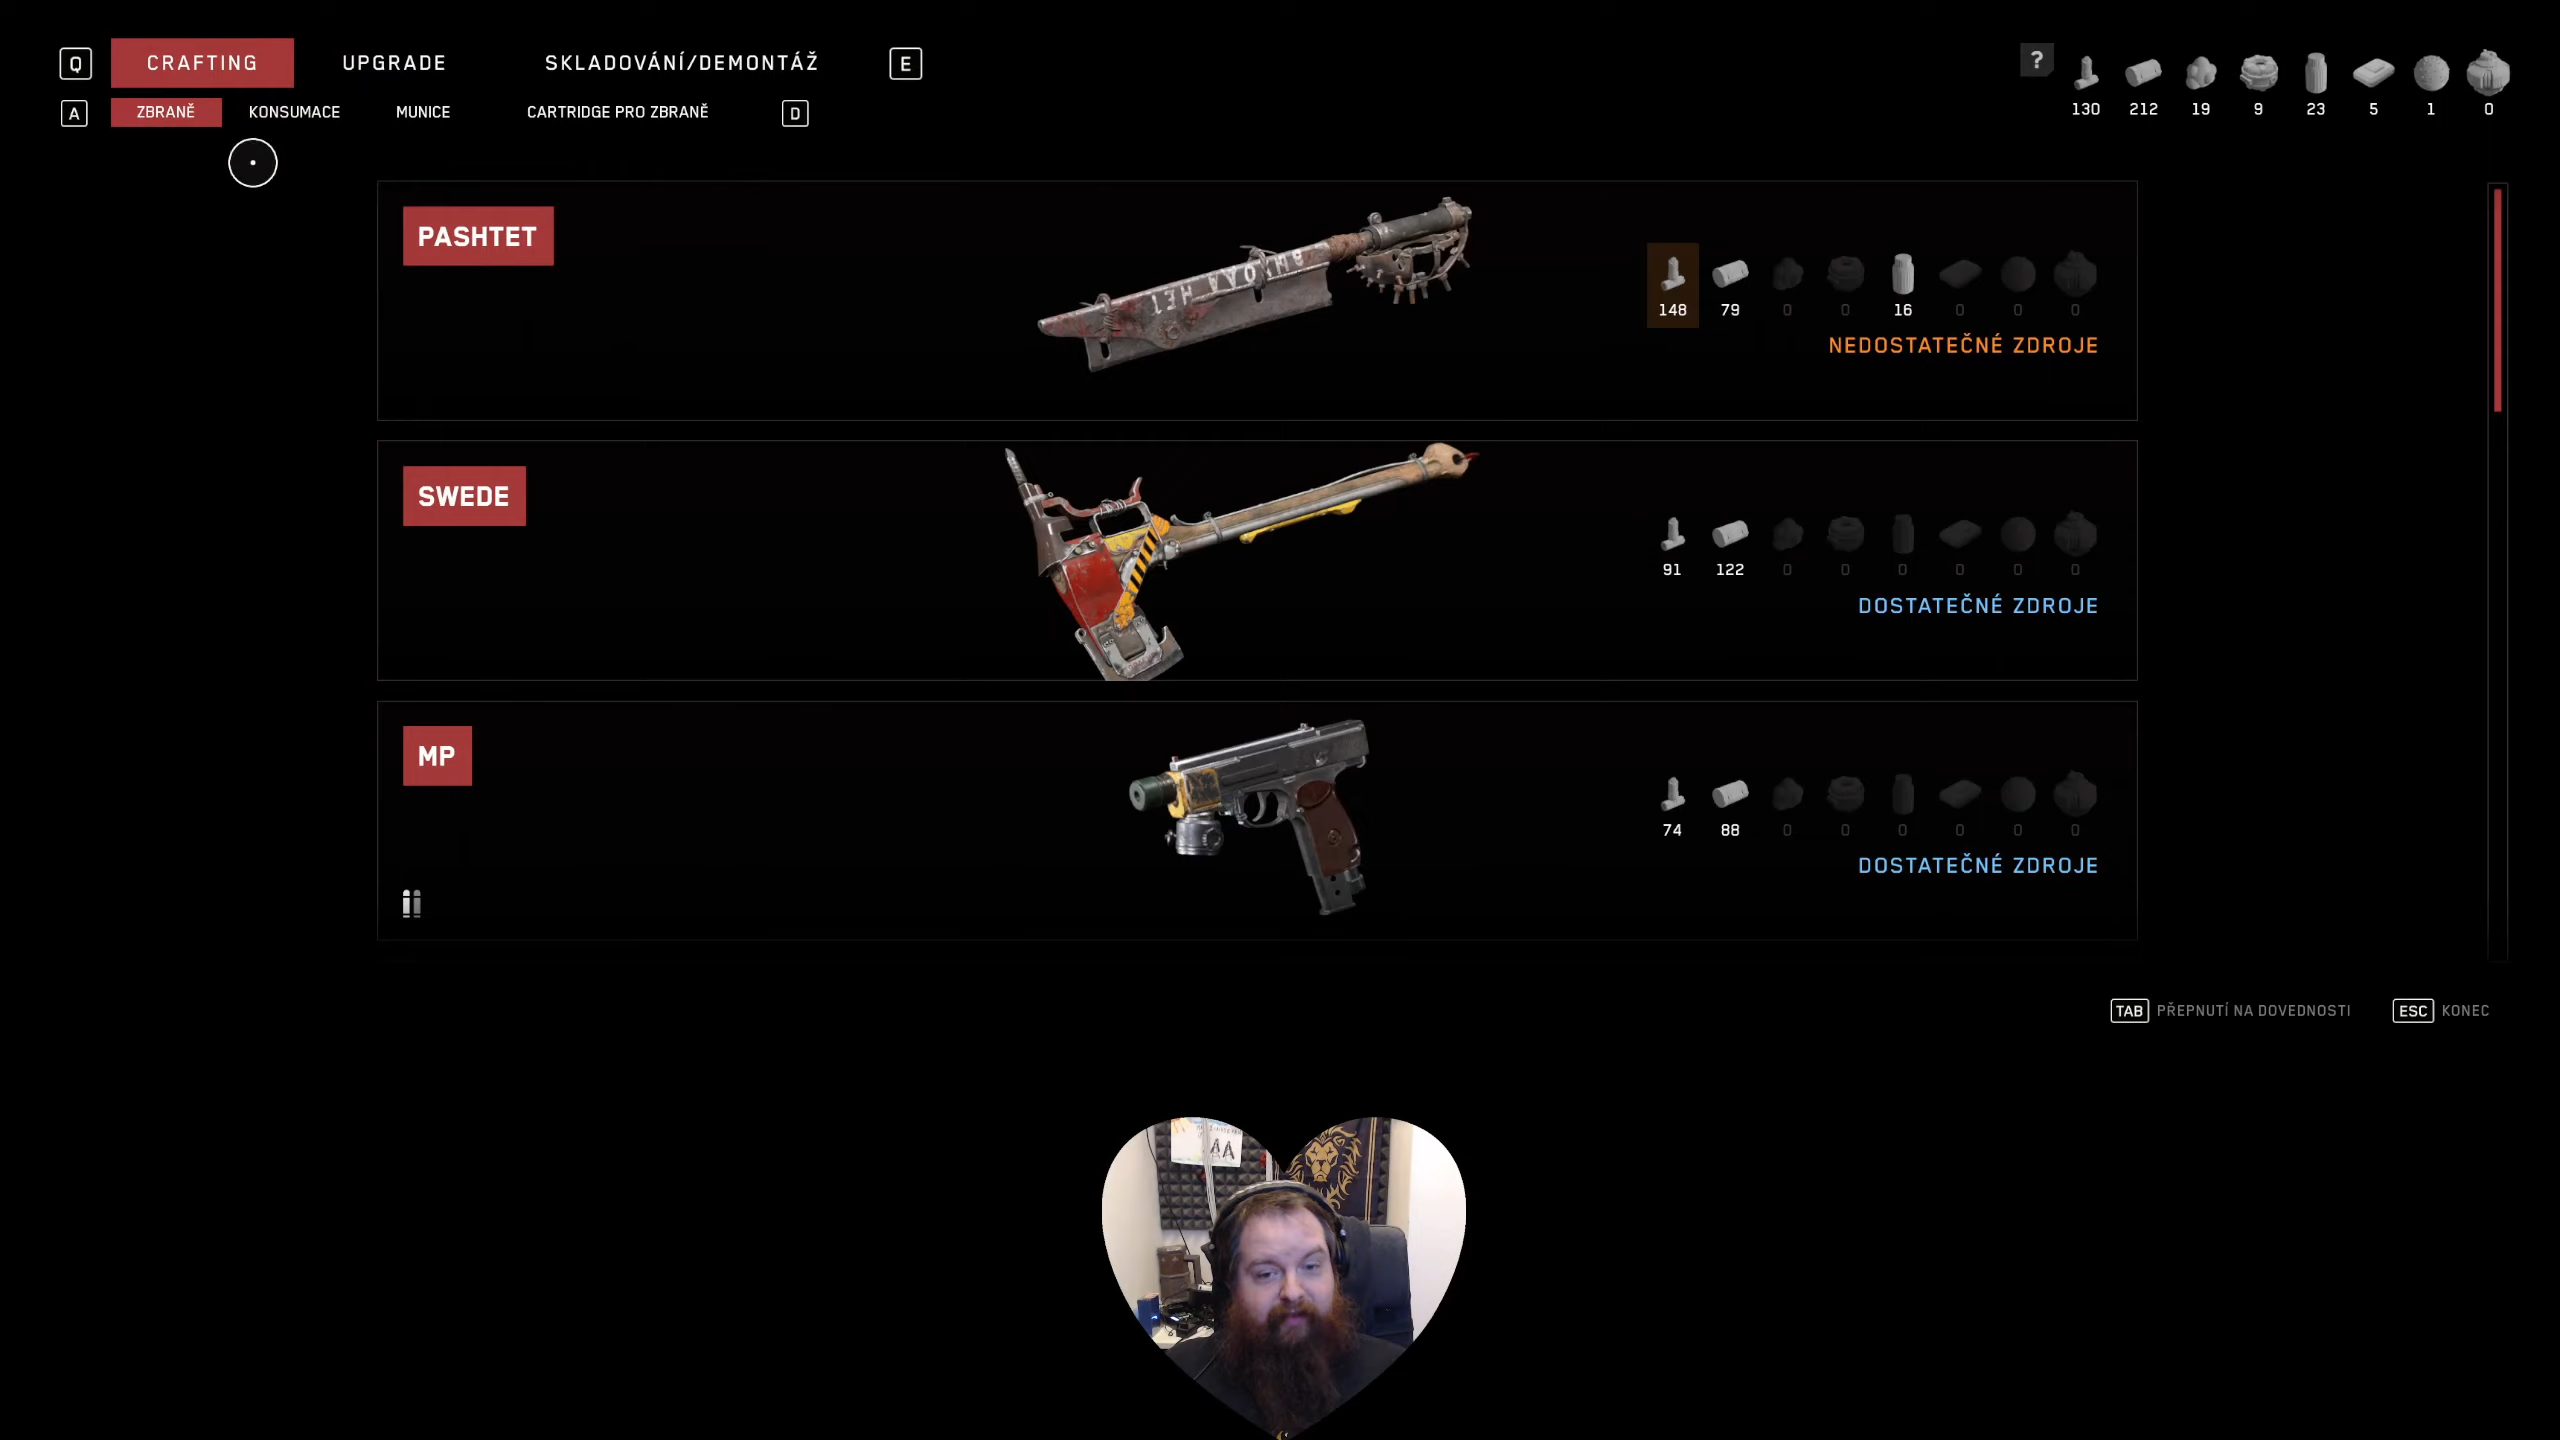 Q CRAFTING UPGRADE SKLADOVÁNÍ/DEMONTÁŽ E
?
130 212 19 9 23 5 1 0
A ZBRANĚ KONSUMACE MUNICE CARTRIDGE PRO ZBRANĚ D
PASHTET
148 79 0 0 16 0 0 0
NEDOSTATEČNÉ ZDROJE
SWEDE
91 122 0 0 0 0 0 0
DOSTATEČNÉ ZDROJE
MP
74 88 0 0 0 0 0 0
DOSTATEČNÉ ZDROJE
TAB PŘEPNUTÍ NA DOVEDNOSTI ESC KONEC